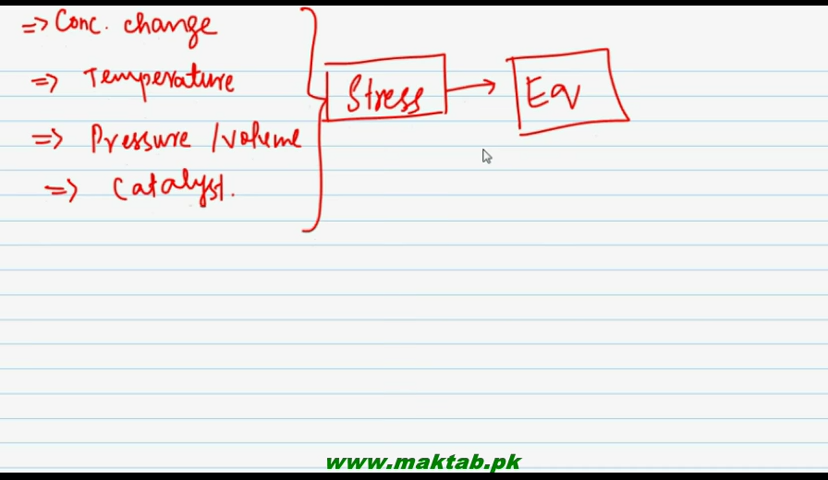 => Conc. change
=> Temperature
=> Pressure /volume
=> Catalyst.
Stress → Eq
www.maktab.pk